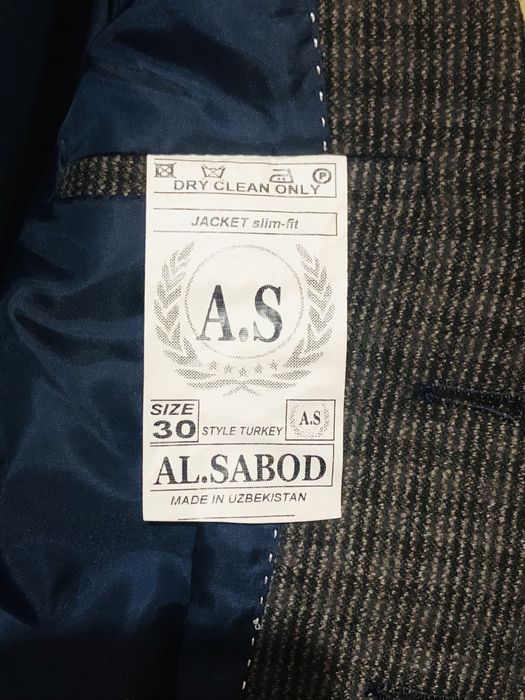 P
DRY CLEAN ONLY
JACKET slim-fit
A.S
SIZE
30
STYLE TURKEY
A.S
AL.SABOD
MADE IN UZBEKISTAN